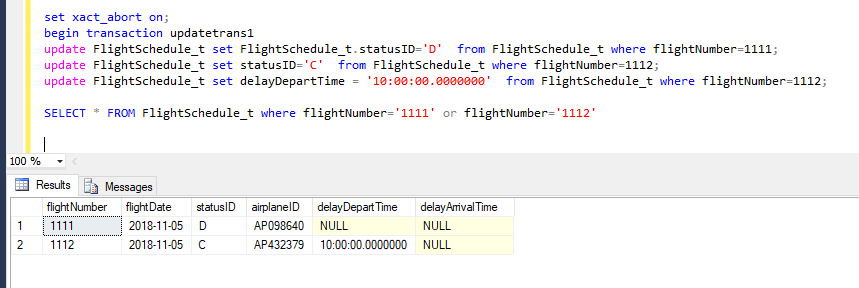 set xact_abort on;
begin transaction updatetrans1
update FlightSchedule_t set FlightSchedule_t.statusID='D'  from FlightSchedule_t where flightNumber=1111;
update FlightSchedule_t set statusID='C'  from FlightSchedule_t where flightNumber=1112;
update FlightSchedule_t set delayDepartTime = '10:00:00.0000000'  from FlightSchedule_t where flightNumber=1112;
SELECT * FROM FlightSchedule_t where flightNumber='1111' or flightNumber='1112'
100 %
Results Messages
flightNumber flightDate statusID airplaneID delayDepartTime delayArrivalTime
1 1111 2018-11-05 D AP098640 NULL NULL
2 1112 2018-11-05 C AP432379 10:00:00.0000000 NULL